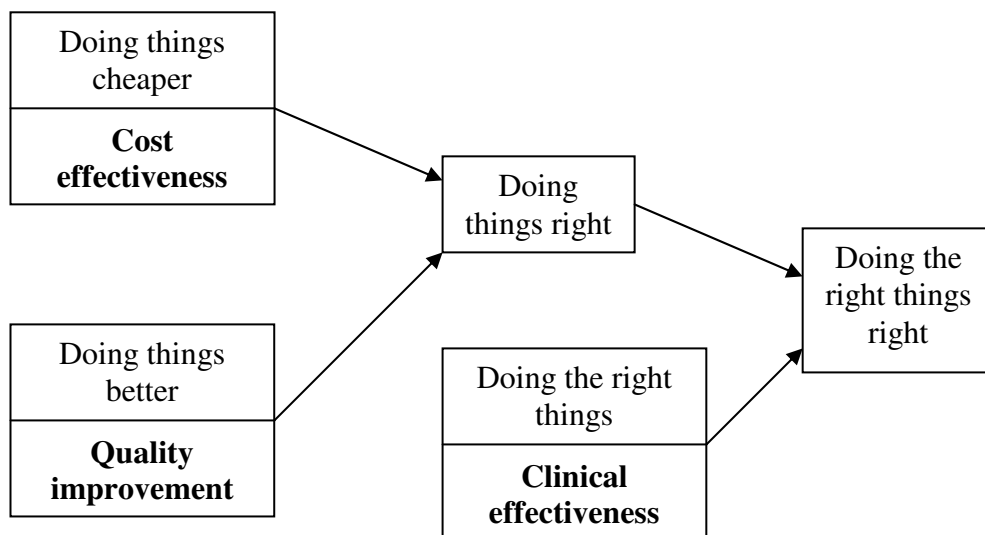 Doing things
cheaper
Cost
effectiveness
Doing
things right
Doing the
right things
right
Doing things
better
Quality
improvement
Doing the right
things
Clinical
effectiveness